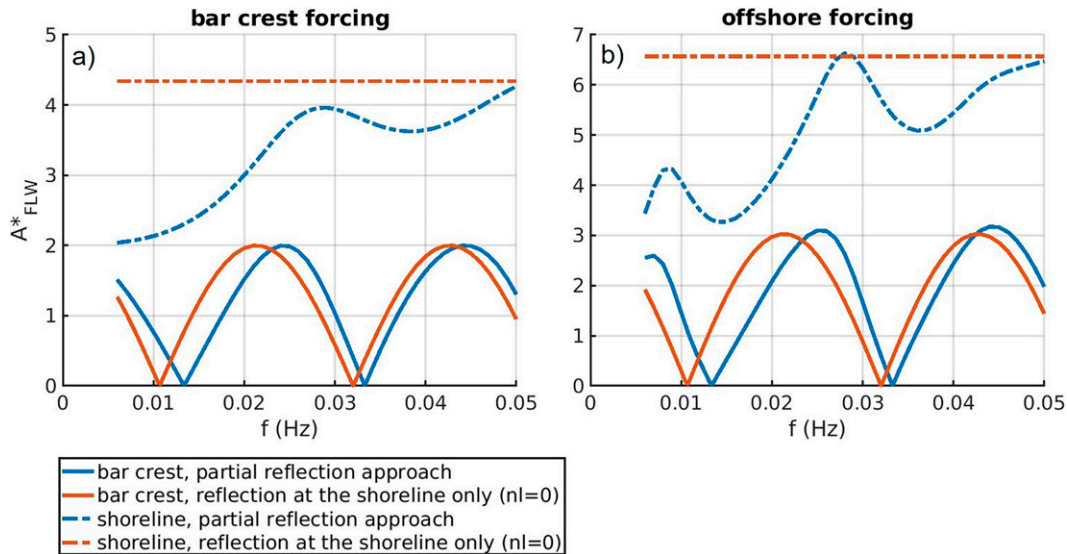 bar crest forcing
a)
5
4
3
2
1
0
A*FLW
0
0.01
0.02
0.03
0.04
0.05
f (Hz)
offshore forcing
b)
7
6
5
4
3
2
1
0
0
0.01
0.02
0.03
0.04
0.05
f (Hz)
bar crest, partial reflection approach
bar crest, reflection at the shoreline only (nl=0)
shoreline, partial reflection approach
shoreline, reflection at the shoreline only (nl=0)